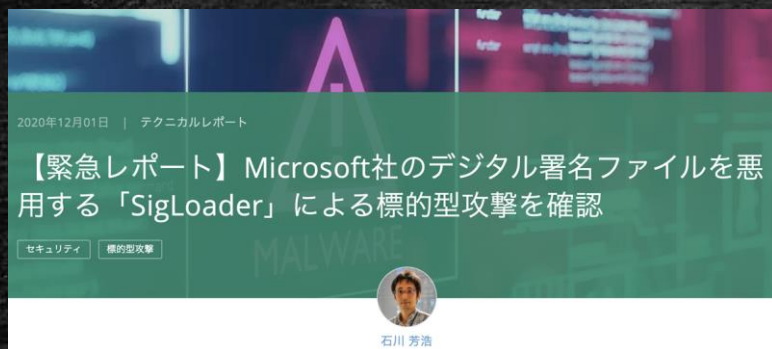 2020年12月01日 | テクニカルレポート
【緊急レポート】Microsoft社のデジタル署名ファイルを悪
用する「SigLoader」による標的型攻撃を確認
セキュリティ 標的型攻撃
MALWARE
石川 芳浩